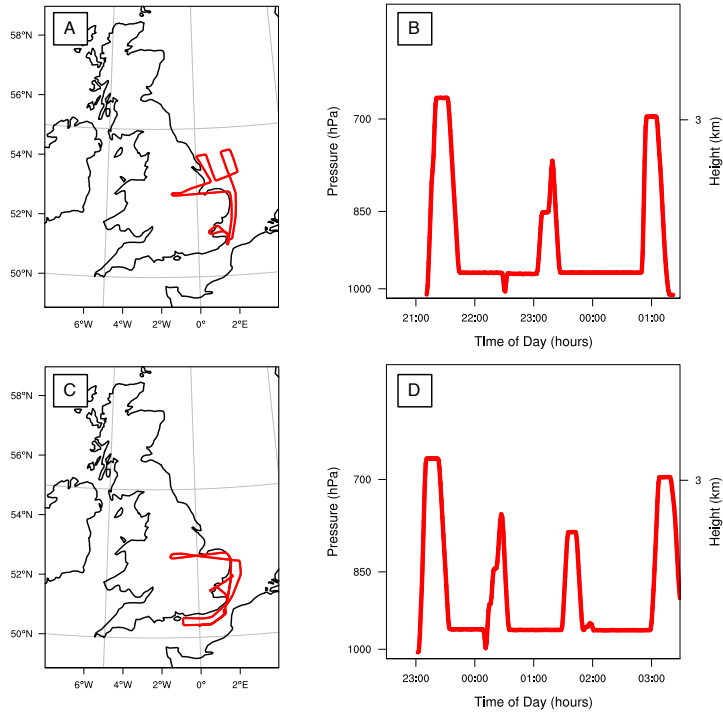 A
58°N
56°N
54°N
52°N
50°N
6°W 4°W 2°W 0° 2°E
B
Pressure (hPa)
700
850
1000
3
Height (km)
21:00 22:00 23:00 00:00 01:00
TIme of Day (hours)
C
58°N
56°N
54°N
52°N
50°N
6°W 4°W 2°W 0° 2°E
D
Pressure (hPa)
700
850
1000
3
Height (km)
23:00 00:00 01:00 02:00 03:00
Time of Day (hours)